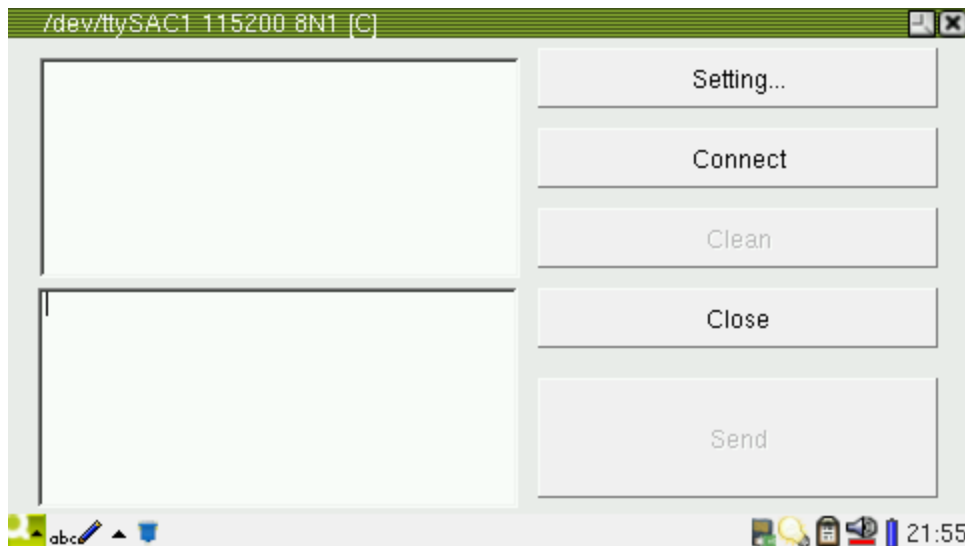 /dev/ttySAC1 115200 8N1 [C]
Setting...
Connect
Clean
Close
Send
abc
21:55